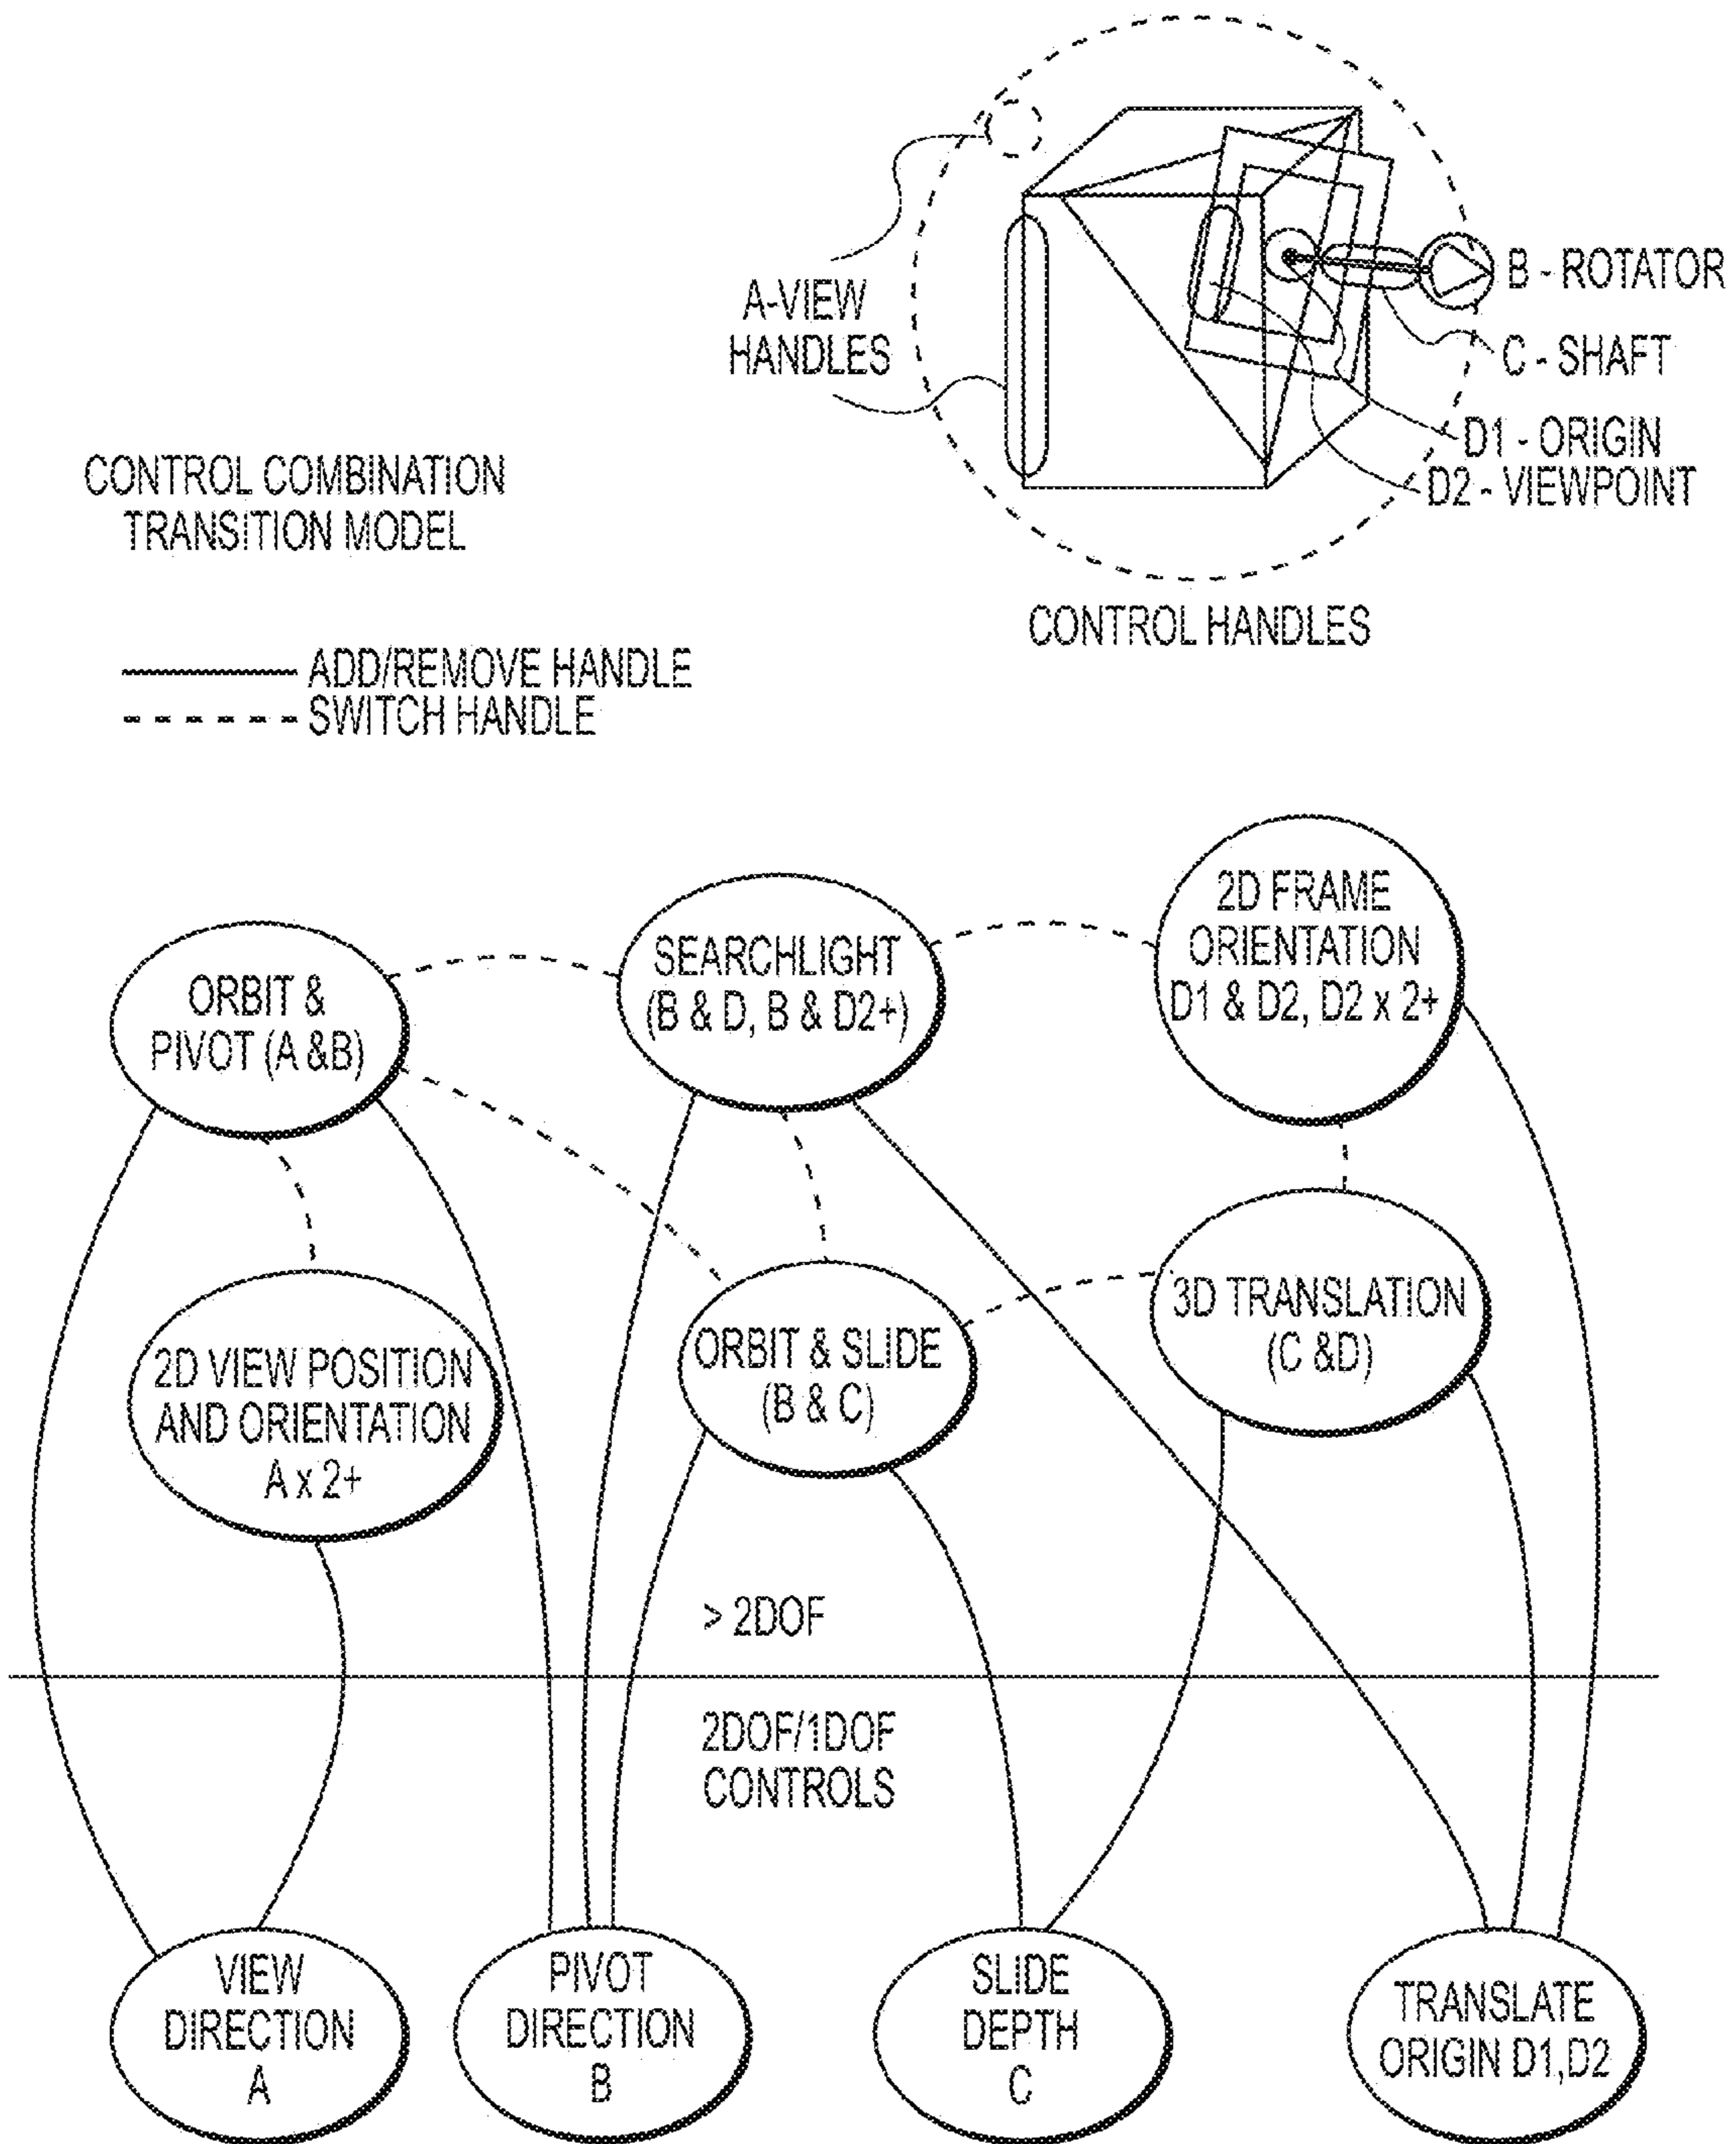 B - ROTATOR
A-VIEW
HANDLES
C - SHAFT
D1 - ORIGIN
D2 - VIEWPOINT
CONTROL COMBINATION
TRANSITION MODEL
CONTROL HANDLES
ADD/REMOVE HANDLE
SWITCH HANDLE
ORBIT &
PIVOT (A &B)
SEARCHLIGHT
(B & D, B & D2+)
2D FRAME
ORIENTATION
D1 & D2, D2 x 2+
2D VIEW POSITION
AND ORIENTATION
A x 2+
ORBIT & SLIDE
(B & C)
3D TRANSLATION
(C &D)
> 2DOF
2DOF/1DOF
CONTROLS
VIEW
DIRECTION
A
PIVOT
DIRECTION
B
SLIDE
DEPTH
C
TRANSLATE
ORIGIN D1,D2